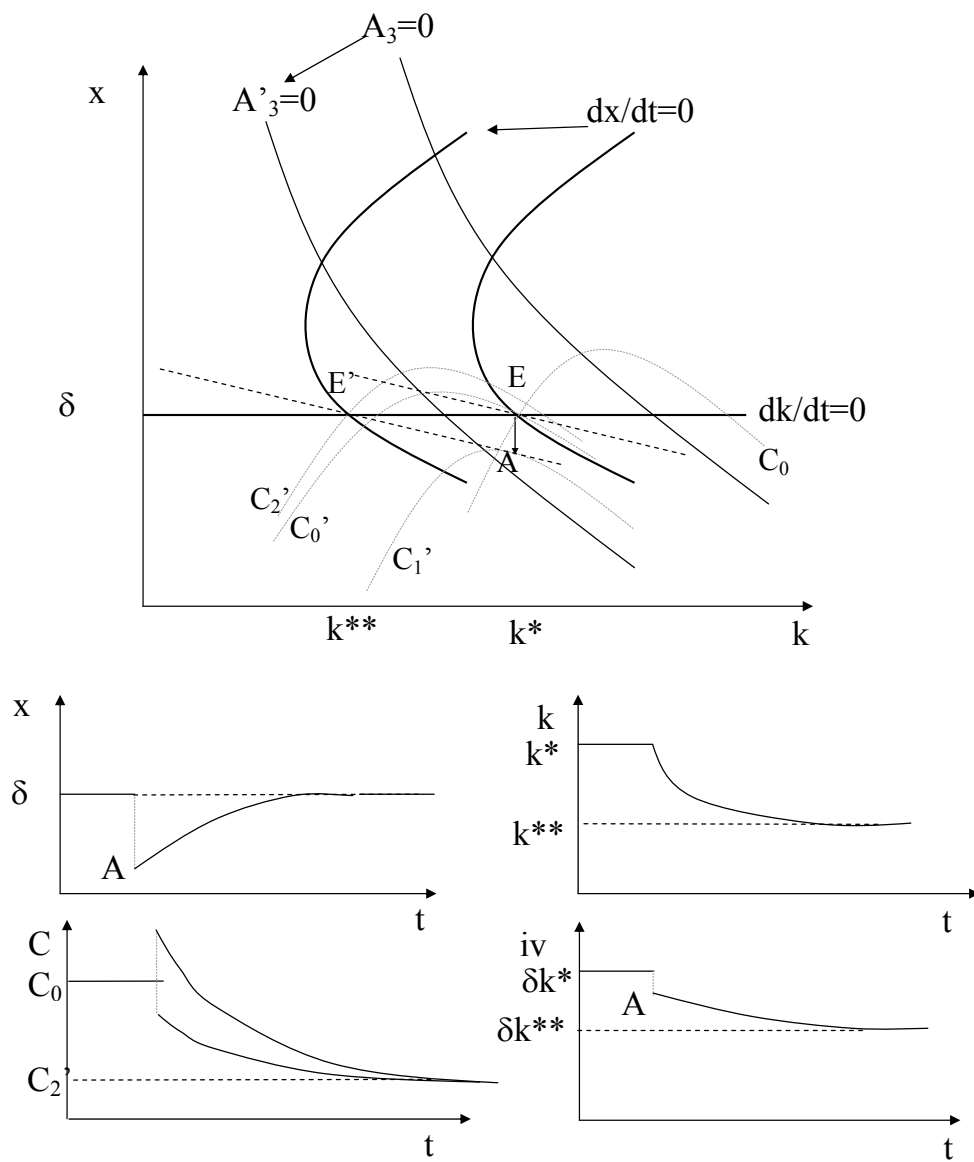 A₃=0
x
A’₃=0
dx/dt=0
E’
E
δ
dk/dt=0
A
C₀
C₂’
C₀’
C₁’
k**
k*
k
x
k
k*
δ
k**
A
t
t
C
iv
C₀
δk*
A
δk**
C₂’
t
t